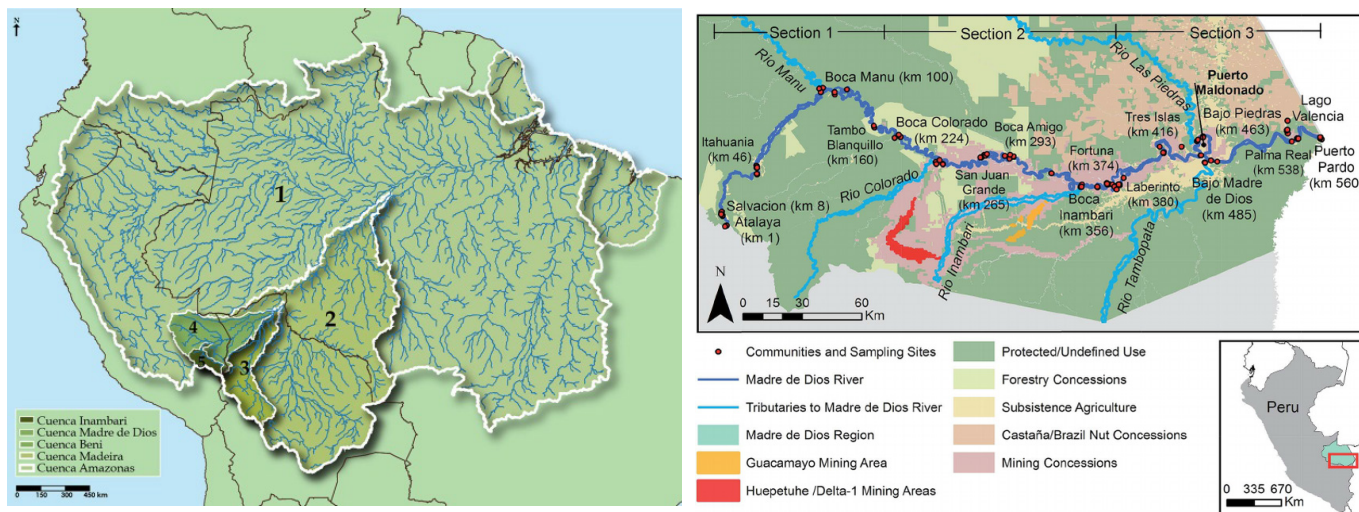 N
1
2
3
4
5
Cuenca Inambari
Cuenca Madre de Dios
Cuenca Beni
Cuenca Madeira
Cuenca Amazonas
0 150 300 450 km
Section 1
Section 2
Section 3
Rio Manu
Boca Manu (km 100)
Rio Las Piedras
Puerto
Maldonado
Itahuania
(km 46)
Tambo
Blanquillo
(km 160)
Boca Colorado
(km 224)
Boca Amigo
(km 293)
Tres Islas
(km 416)
Bajo Piedras
(km 463)
Lago
Valencia
Fortuna
(km 374)
Palma Real
(km 538)
Puerto
Pardo
(km 560)
Salvacion (km 8)
Atalaya
(km 1)
Rio Colorado
San Juan
Grande
(km 265)
Rio Inambari
Boca
Inambari
(km 356)
Laberinto
(km 380)
Bajo Madre
de Dios
(km 485)
Rio Tambopata
N
0 15 30 60
Km
Communities and Sampling Sites
Madre de Dios River
Tributaries to Madre de Dios River
Madre de Dios Region
Guacamayo Mining Area
Huepetuhe /Delta-1 Mining Areas
Protected/Undefined Use
Forestry Concessions
Subsistence Agriculture
Castaña/Brazil Nut Concessions
Mining Concessions
Peru
0 335 670
Km